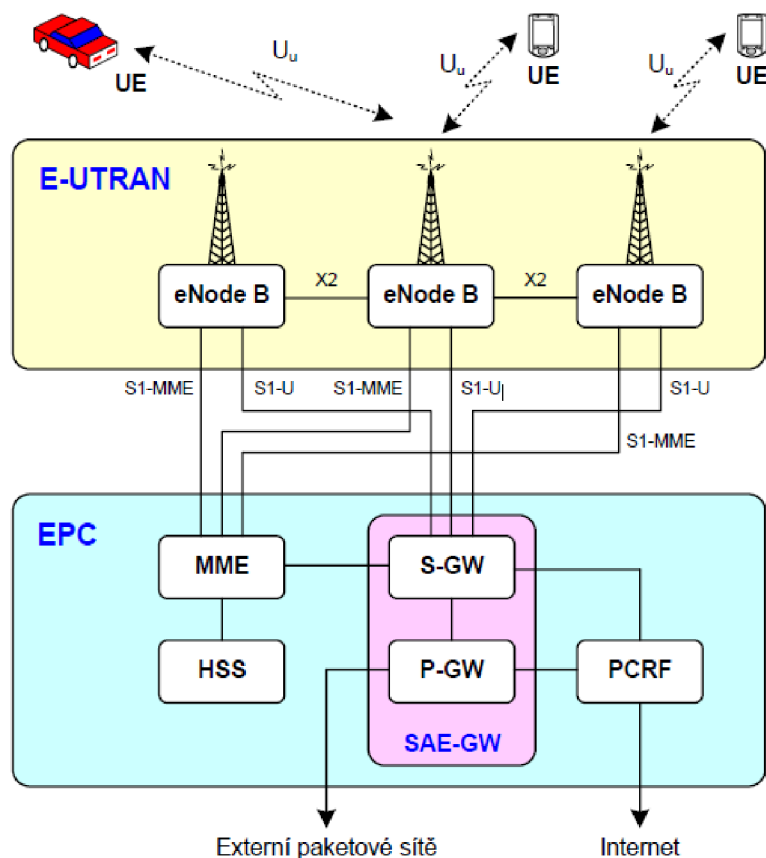 UE
Uu
Uu
UE
Uu
UE
E-UTRAN
eNode B
X2
eNode B
X2
eNode B
S1-MME
S1-U
S1-MME
S1-U
S1-U
S1-MME
EPC
MME
S-GW
HSS
P-GW
PCRF
SAE-GW
Externí paketové sítě
Internet